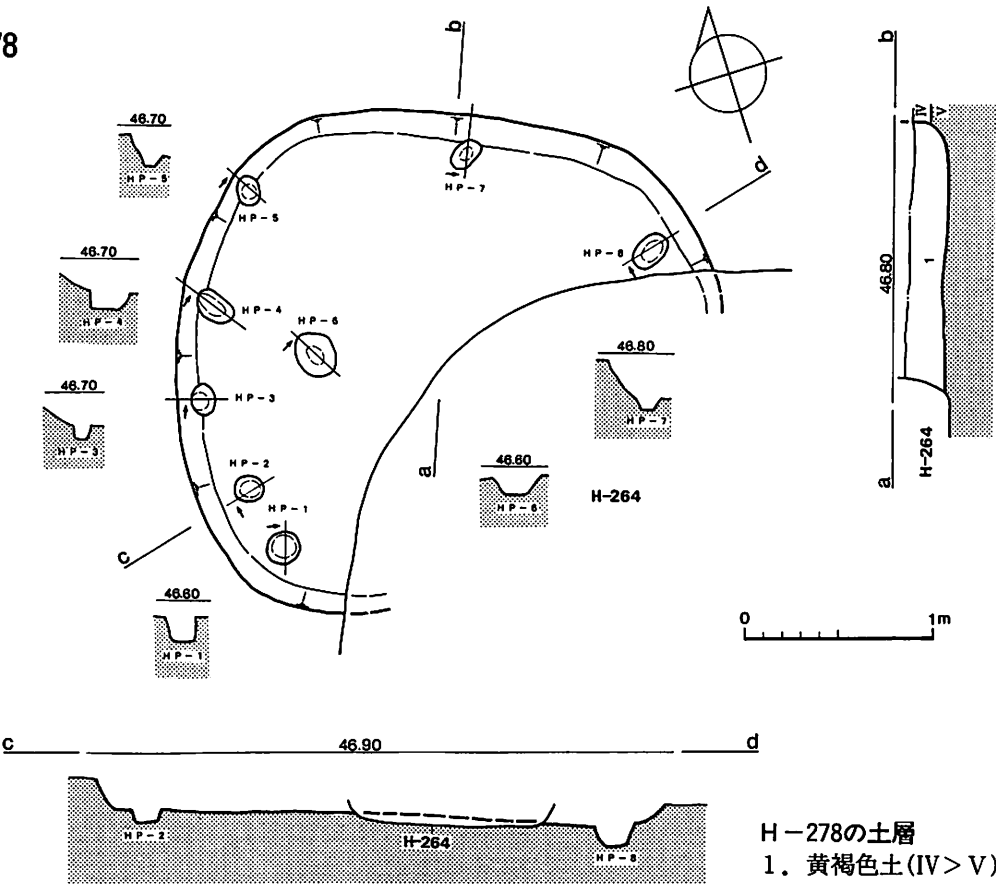 78
b
46.70
HP-5
HP-7
d
HP-5
46.70
HP-4
HP-4
HP-6
HP-8
46.70
HP-3
HP-3
46.80
HP-7
HP-2
HP-1
a
46.60
HP-6
H-264
c
46.60
HP-1
0 1m
b
IV
V
46.80
1
H-264
a
c 46.90 d
HP-2
H-264
HP-8
H-278の土層
1. 黄褐色土(IV>V)